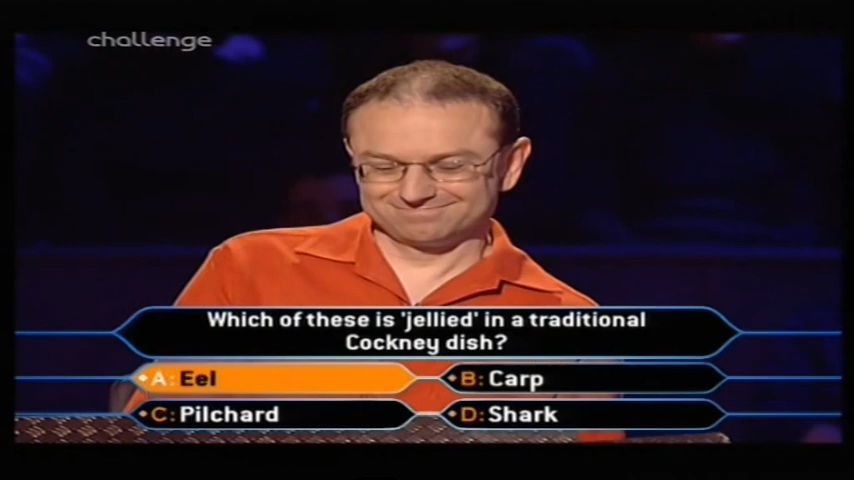 challenge
Which of these is 'jellied' in a traditional
Cockney dish?
A: Eel
B: Carp
C: Pilchard
D: Shark